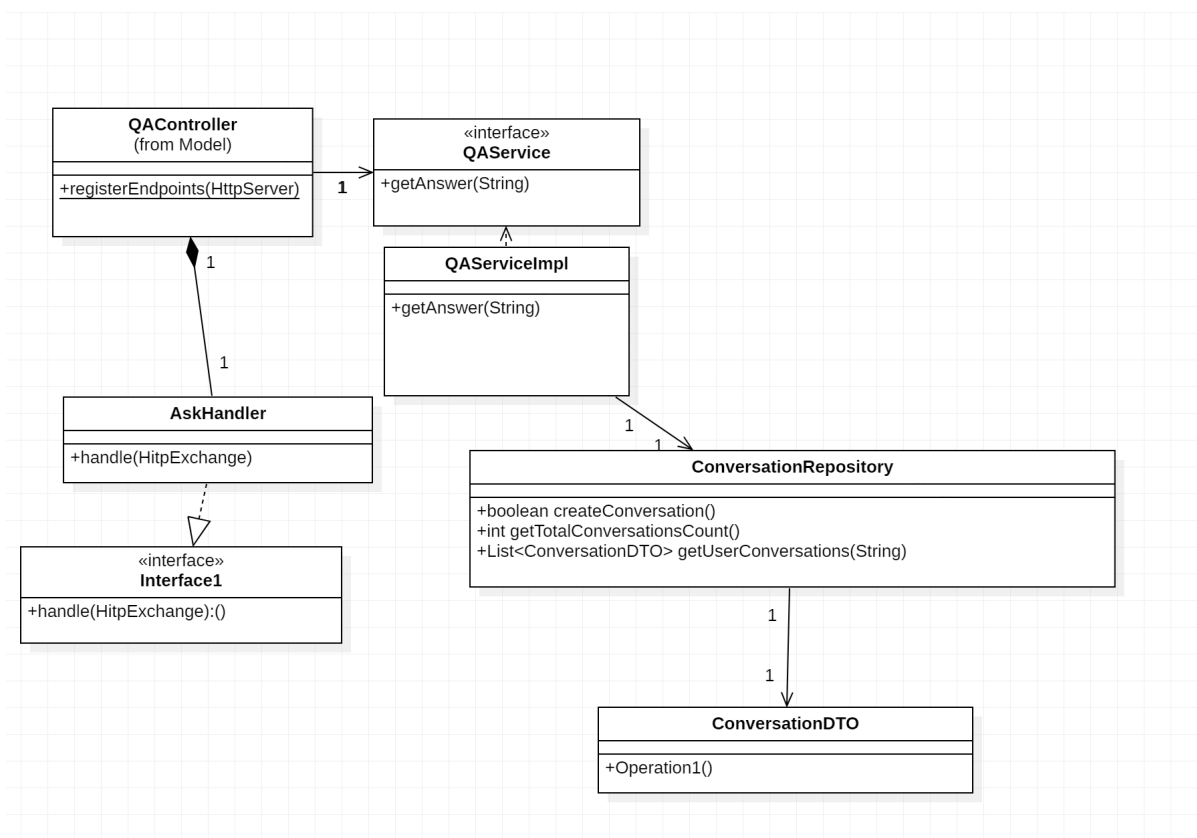 QAController
(from Model)
+registerEndpoints(HttpServer)
1
«interface»
QAService
+getAnswer(String)
QAServiceImpl
+getAnswer(String)
1
1
AskHandler
+handle(HitpExchange)
«interface»
Interface1
+handle(HitpExchange):()
1
1
ConversationRepository
+boolean createConversation()
+int getTotalConversationsCount()
+List<ConversationDTO> getUserConversations(String)
1
1
ConversationDTO
+Operation1()